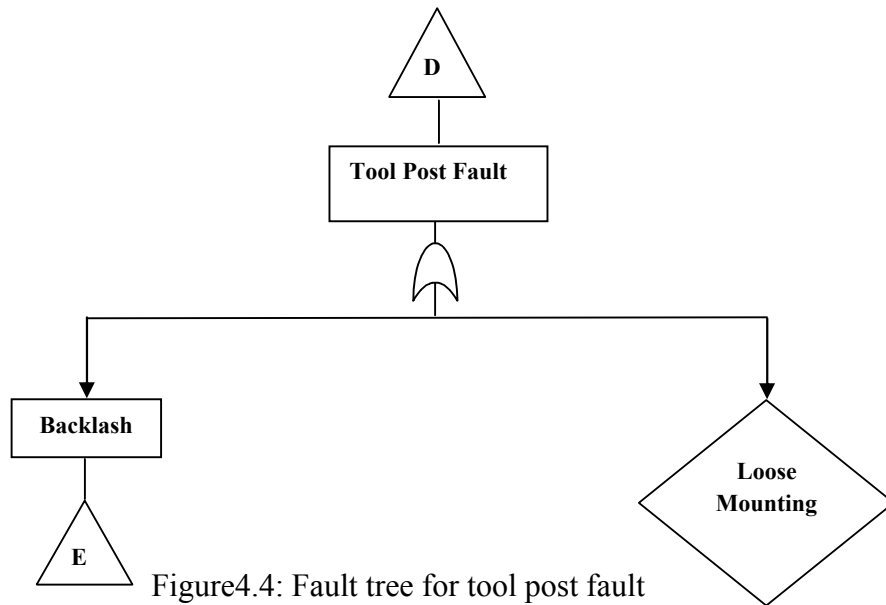 D
Tool Post Fault
Backlash
Loose
Mounting
E
Figure4.4: Fault tree for tool post fault